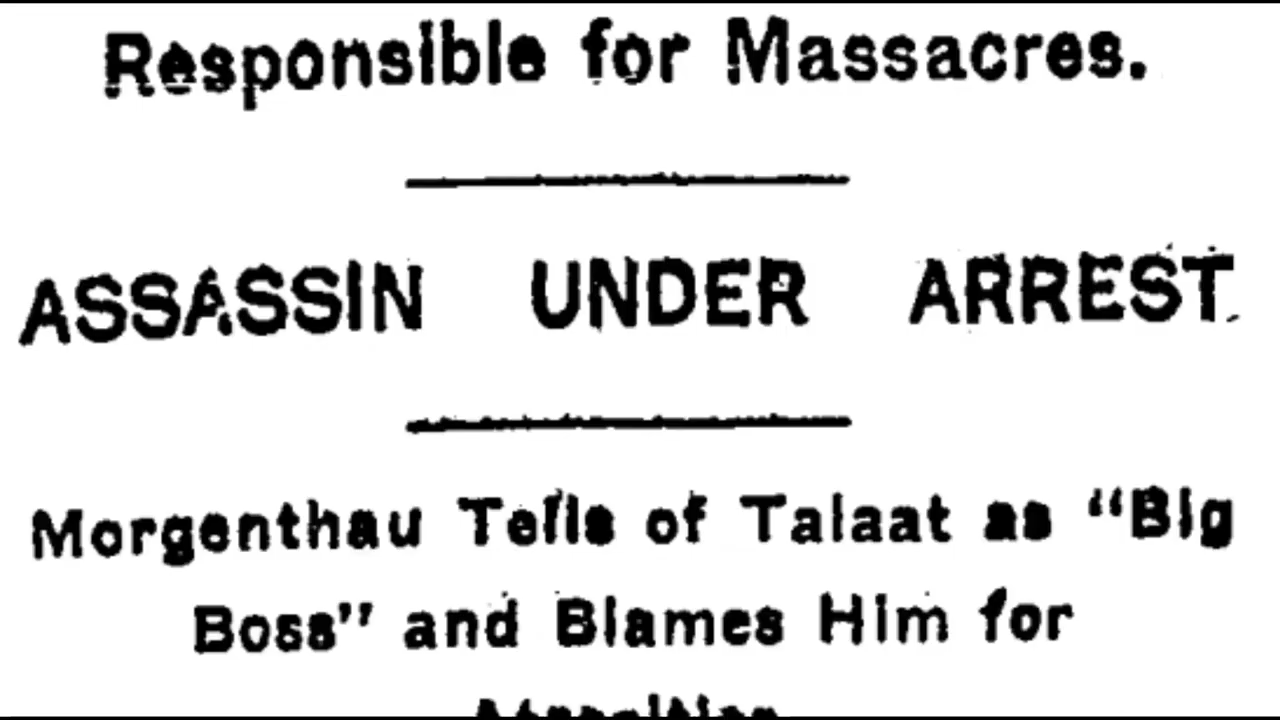 Responsible for Massacres.
ASSASSIN UNDER ARREST.
Morgenthau Tells of Talaat as “Big
Boss” and Blames Him for